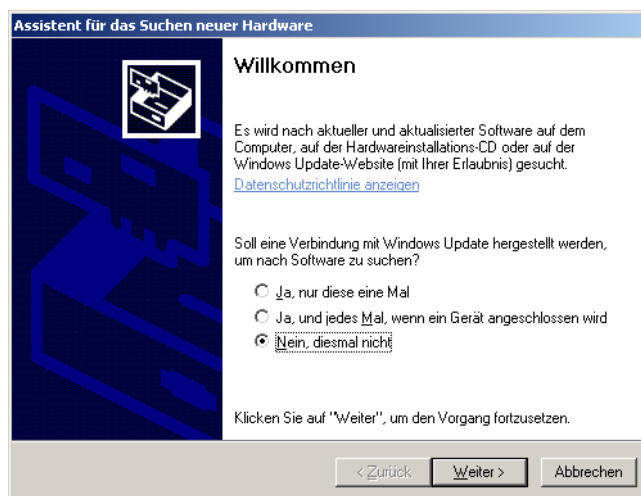 Assistent für das Suchen neuer Hardware
Willkommen
Es wird nach aktueller und aktualisierter Software auf dem
Computer, auf der Hardwareinstallations-CD oder auf der
Windows Update-Website (mit Ihrer Erlaubnis) gesucht.
Datenschutzrichtlinie anzeigen
Soll eine Verbindung mit Windows Update hergestellt werden,
um nach Software zu suchen?
Ja, nur diese eine Mal
Ja, und jedes Mal, wenn ein Gerät angeschlossen wird
Nein, diesmal nicht
Klicken Sie auf "Weiter", um den Vorgang fortzusetzen.
< Zurück Weiter > Abbrechen